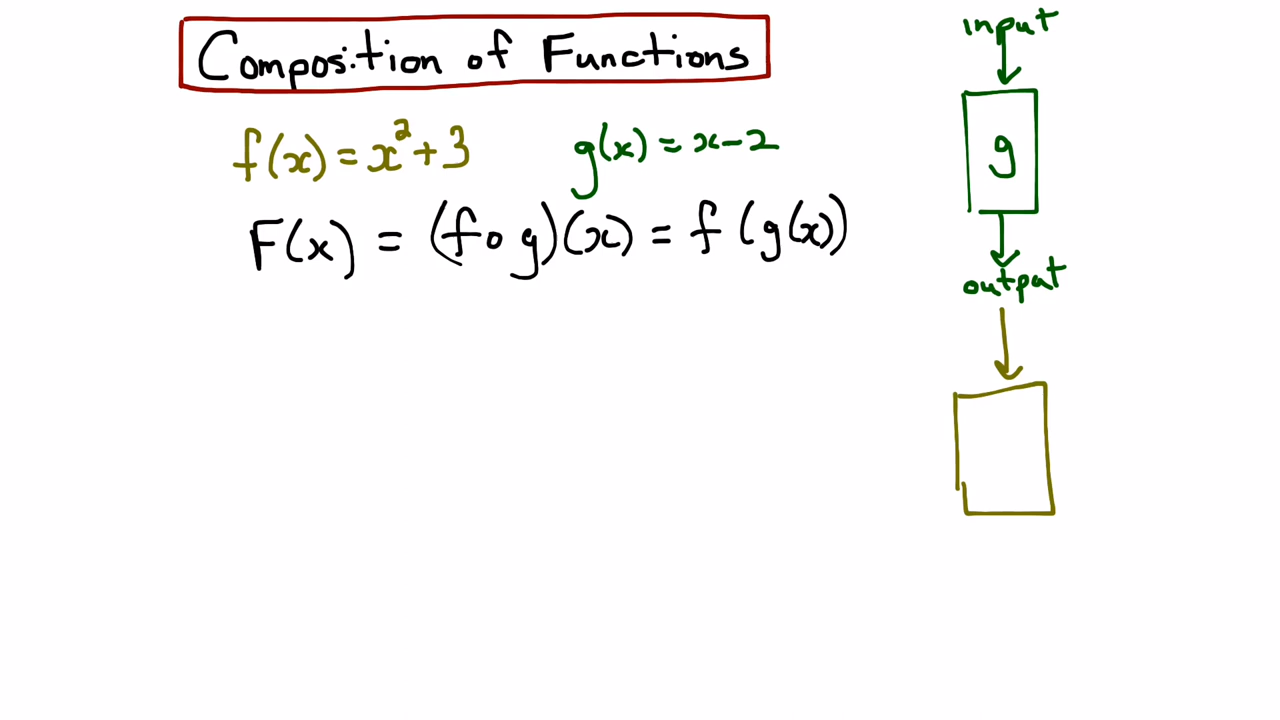 Composition of Functions
f(x) = x² + 3
g(x) = x - 2
F(x) = (f o g)(x) = f(g(x))
input
g
output